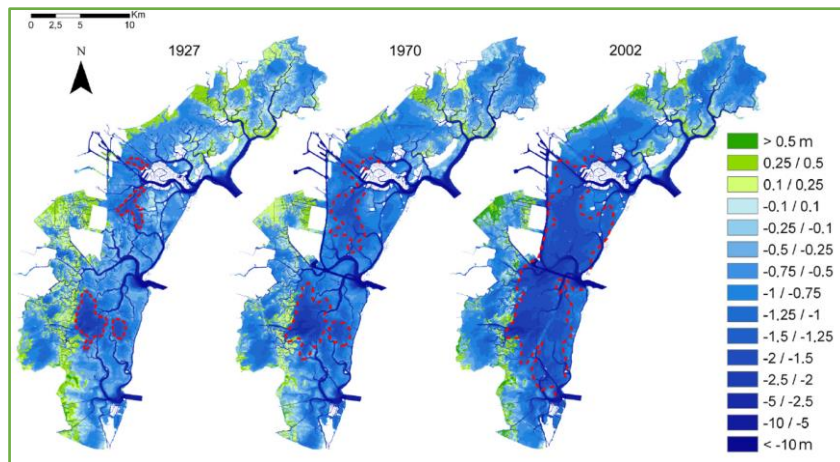 Km
0 2,5 5 10
N
1927
1970
2002
> 0.5 m
0.25 / 0.5
0.1 / 0.25
-0.1 / 0.1
-0.25 / -0.1
-0.5 / -0.25
-0.75 / -0.5
-1 / -0.75
-1,25 / -1
-1,5 / -1,25
-2 / -1.5
-2.5 / -2
-5 / -2.5
-10 / -5
< -10 m